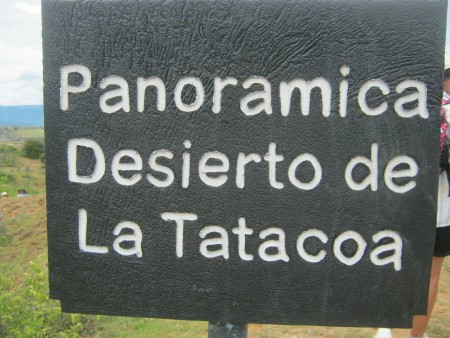 Panoramica
Desierto de
La Tatacoa